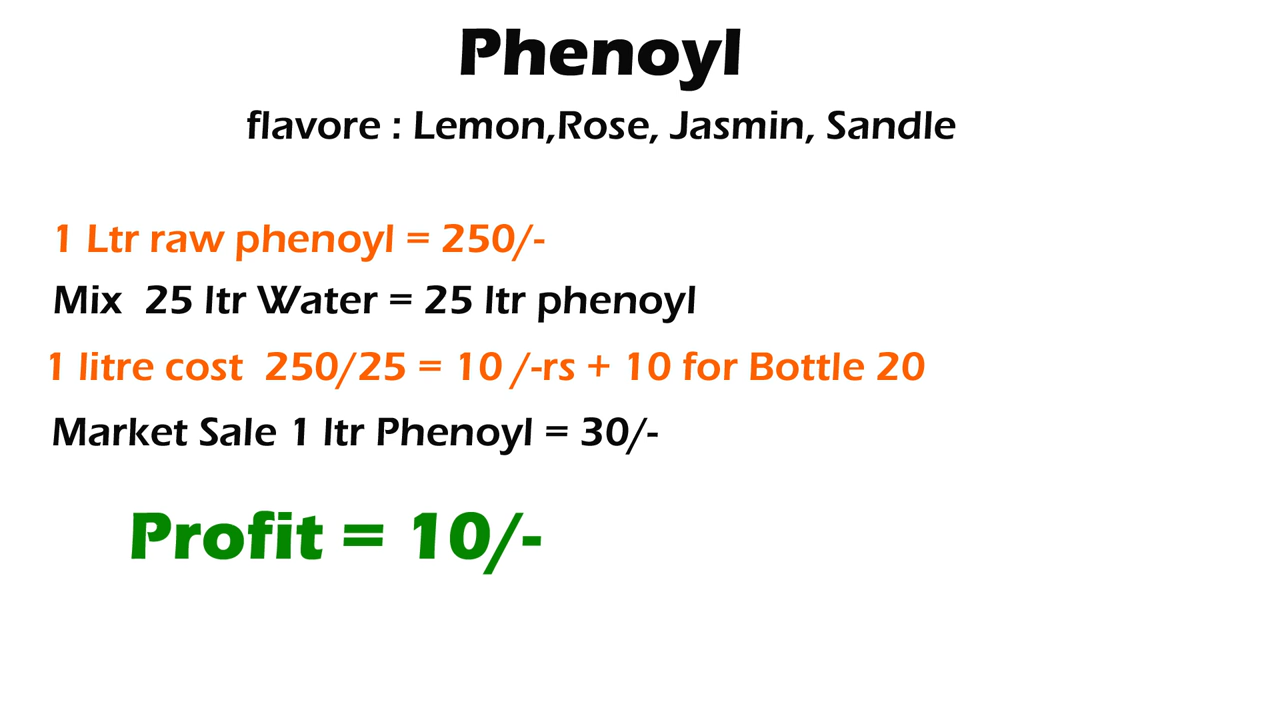 Phenoyl
flavore : Lemon,Rose, Jasmin, Sandle
1 Ltr raw phenoyl = 250/-
Mix  25 ltr Water = 25 ltr phenoyl
1 litre cost  250/25 = 10 /-rs + 10 for Bottle 20
Market Sale 1 ltr Phenoyl = 30/-
Profit = 10/-